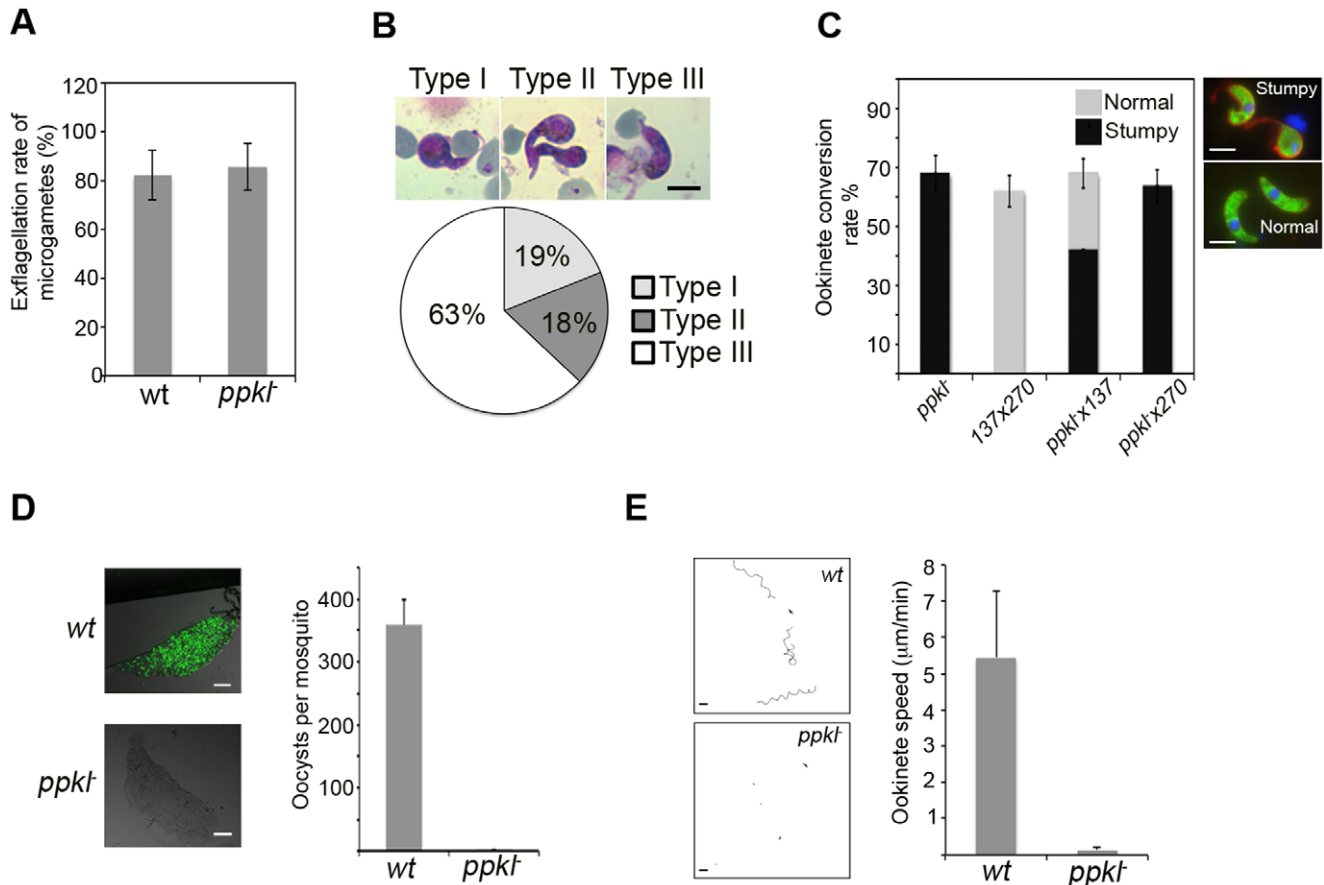 A
Exflagellation rate of
microgametes (%)
120
100
80
60
40
20
0
wt
ppkl-
B
Type I Type II Type III
19%
63%
18%
Type I
Type II
Type III
C
Ookinete conversion
rate %
90
70
50
30
10
Normal
Stumpy
ppkl-
137x270
ppkl-x137
ppkl-x270
Stumpy
Normal
D
wt
ppkl-
Oocysts per mosquito
400
300
200
100
wt
ppkl-
E
wt
ppkl-
Ookinete speed (μm/min)
8
7
6
5
4
3
2
1
wt
ppkl-